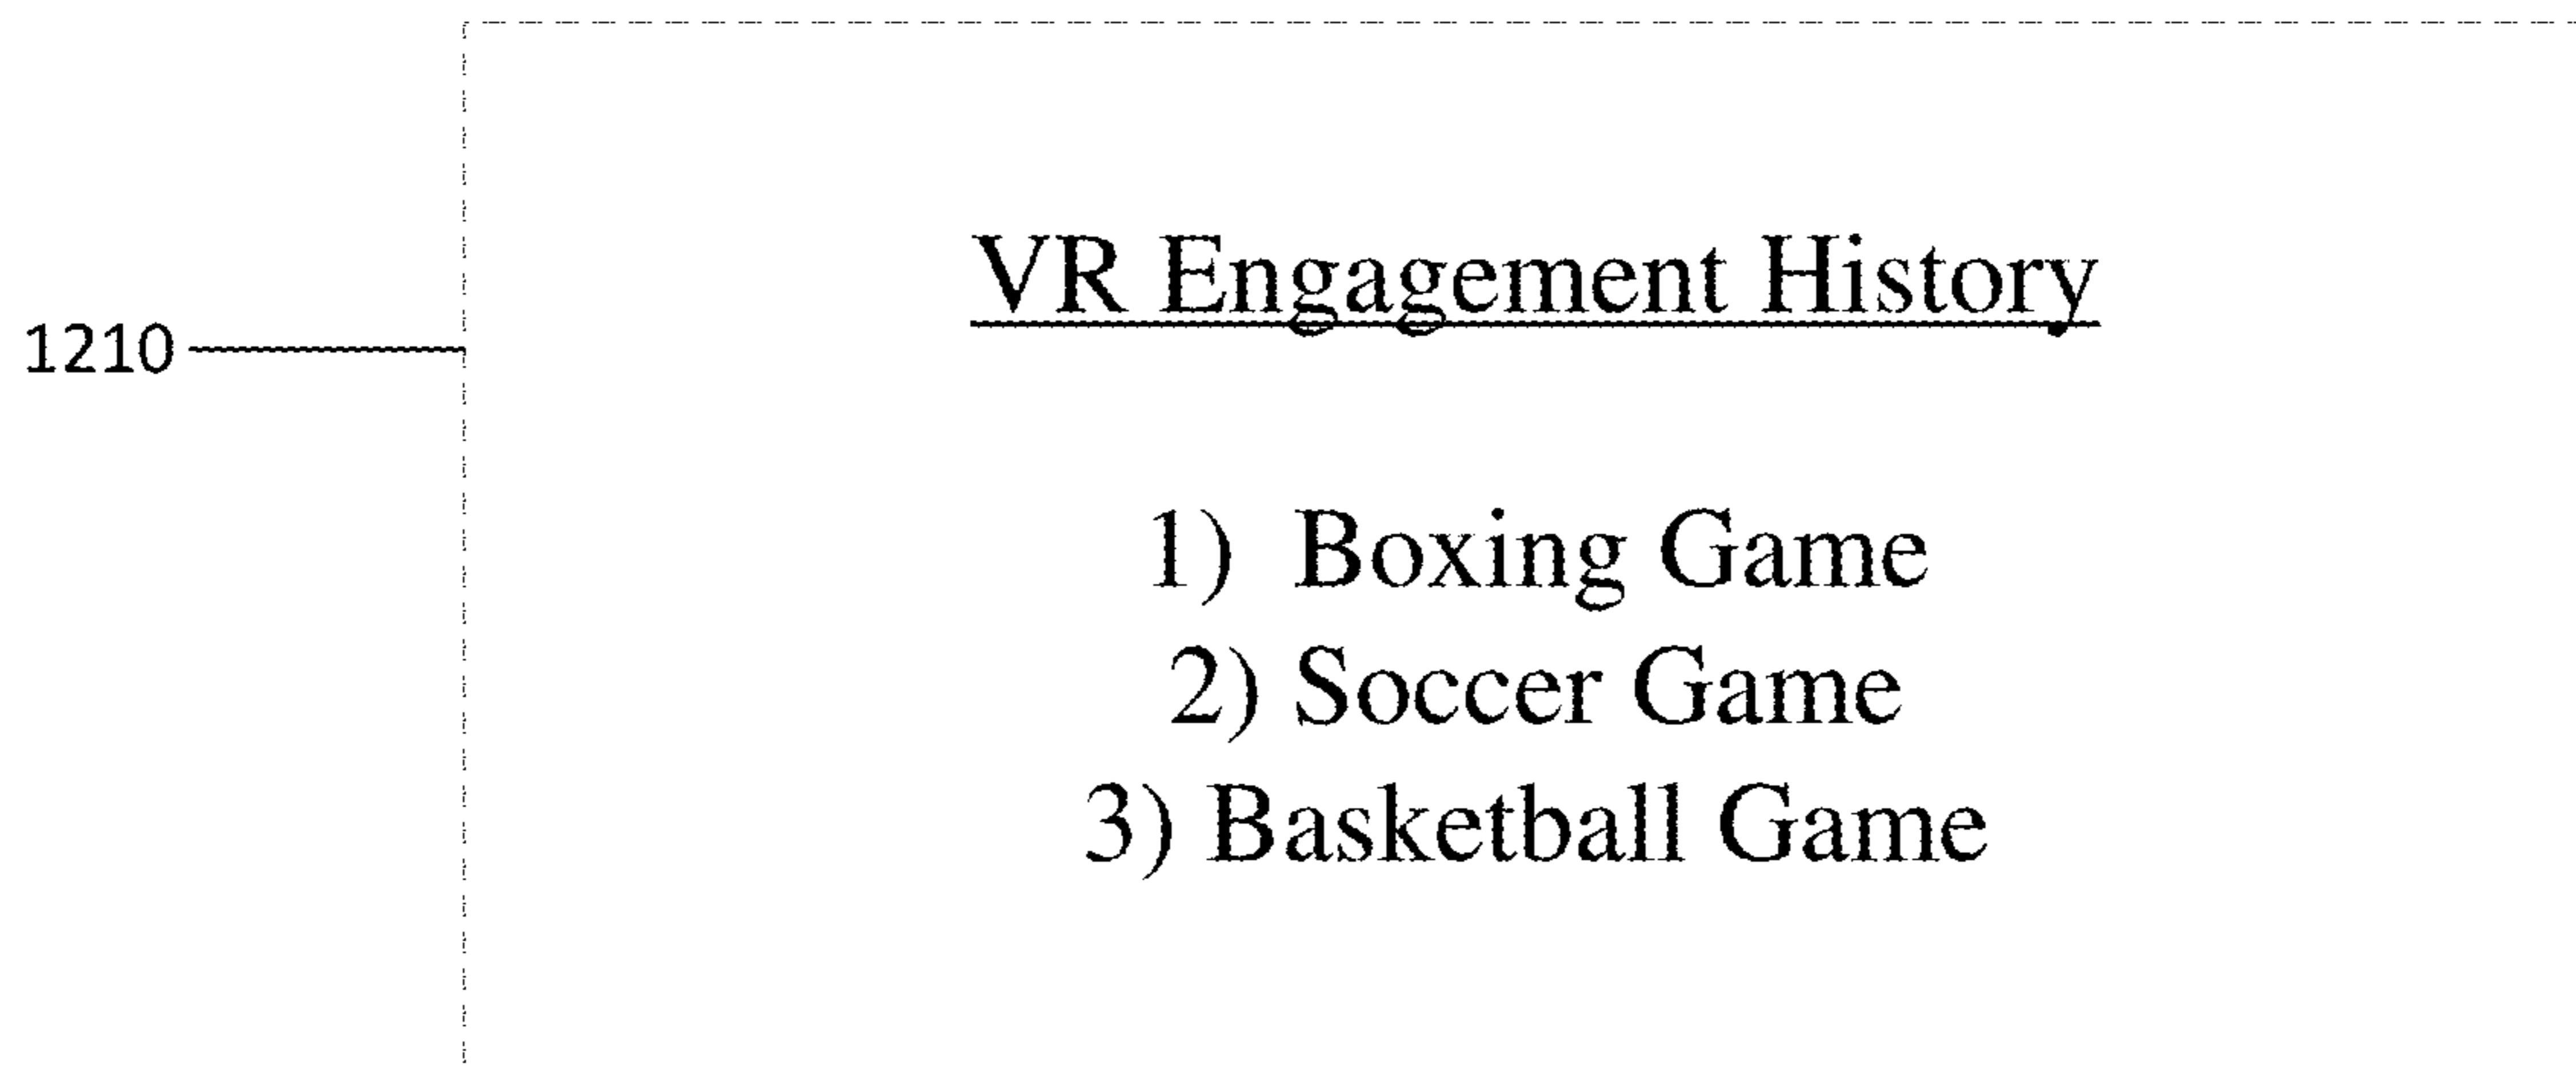 VR Engagement History
1210
1) Boxing Game
2) Soccer Game
3) Basketball Game